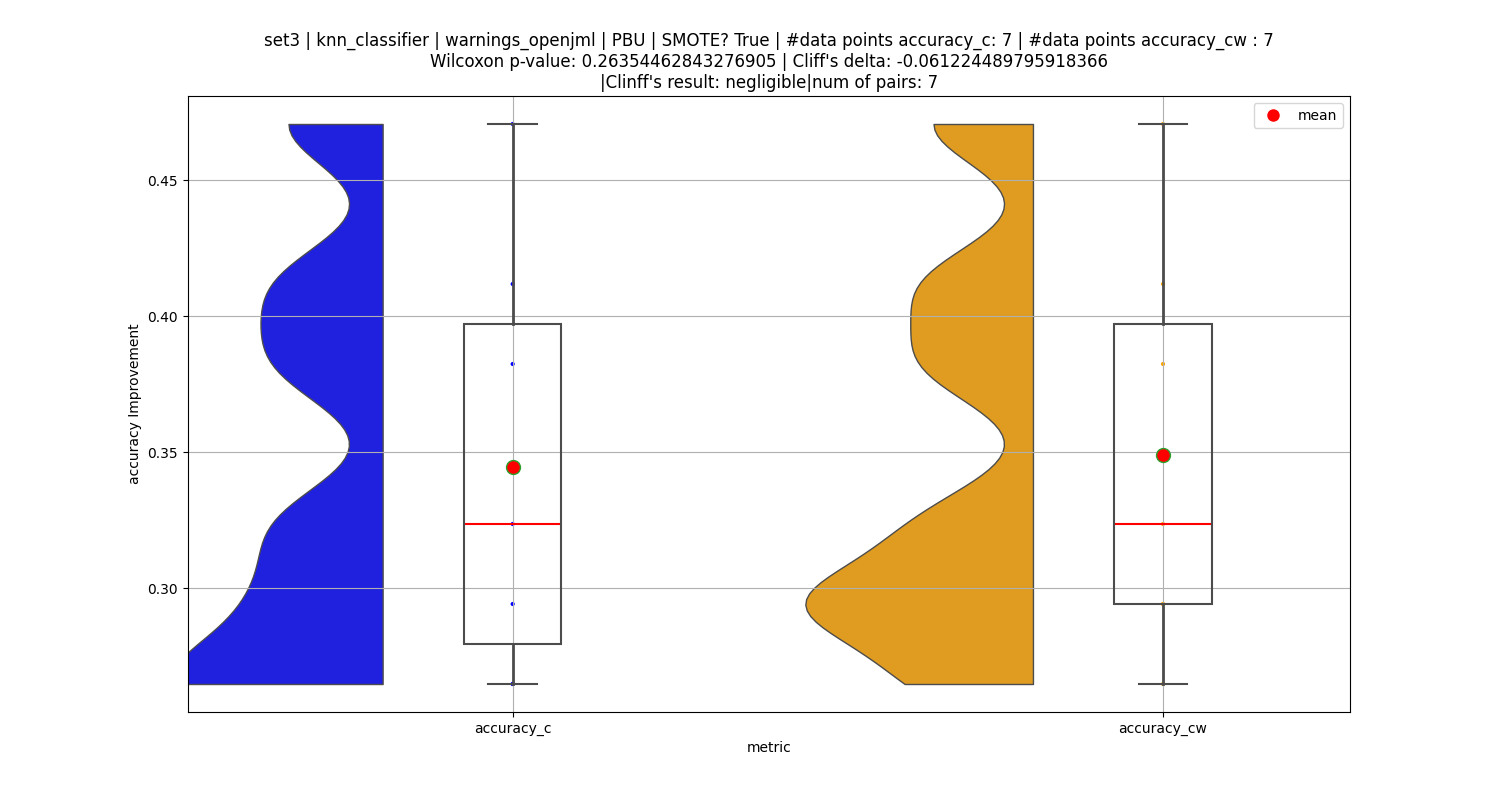 set3 | knn_classifier | warnings_openjml | PBU | SMOTE? True | #data points accuracy_c: 7 | #data points accuracy_cw : 7
Wilcoxon p-value: 0.26354462843276905 | Cliff's delta: -0.061224489795918366
|Clinff's result: negligible|num of pairs: 7
mean
0.45
0.40
0.35
0.30
accuracy Improvement
accuracy_c
accuracy_cw
metric